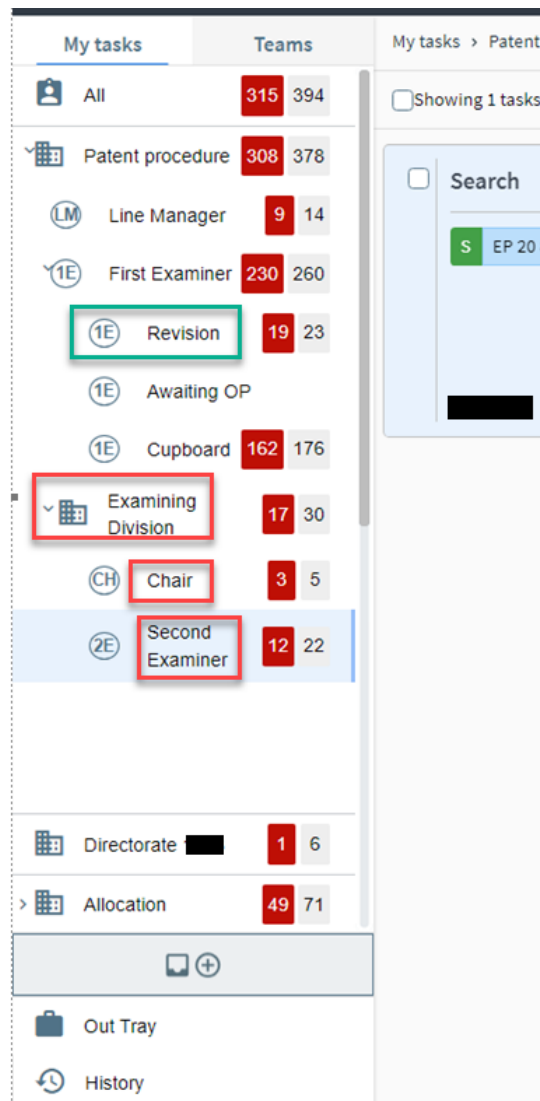 My tasks Teams
My tasks > Patent
All 315 394
Showing 1 tasks
Patent procedure 308 378
Search
LM Line Manager 9 14
S EP 20
1E First Examiner 230 260
1E Revision 19 23
1E Awaiting OP
1E Cupboard 162 176
Examining
Division 17 30
CH Chair 3 5
2E Second
Examiner 12 22
Directorate 1 6
Allocation 49 71
Out Tray
History